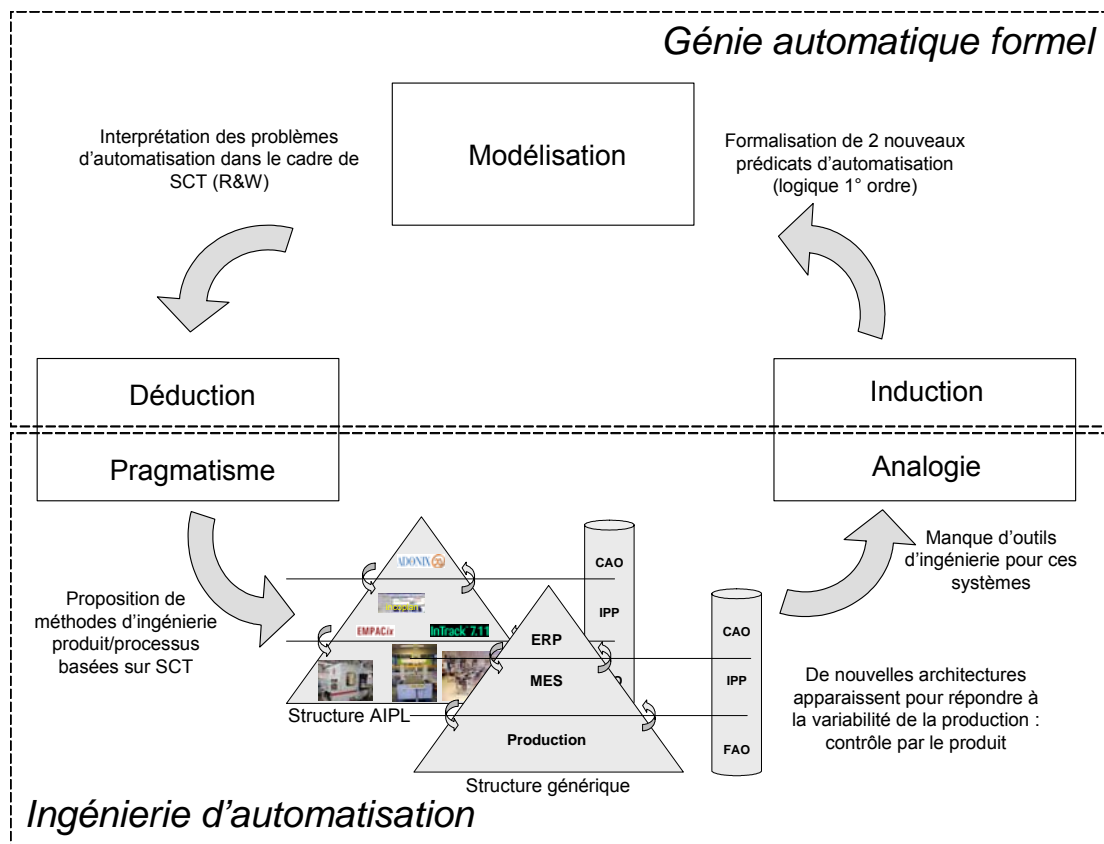 Génie automatique formel
Interprétation des problèmes
d'automatisation dans le cadre de
SCT (R&W)
Modélisation
Formalisation de 2 nouveaux
prédicats d'automatisation
(logique 1° ordre)
Déduction
Induction
Pragmatisme
Analogie
Proposition de
méthodes d'ingénierie
produit/processus
basées sur SCT
ADONIX
EMPACix
InTrack 7.11
Structure AIPL
CAO
IPP
ERP
MES
Production
Structure générique
CAO
IPP
FAO
Manque d'outils
d'ingénierie pour ces
systèmes
De nouvelles architectures
apparaissent pour répondre à
la variabilité de la production :
contrôle par le produit
Ingénierie d'automatisation